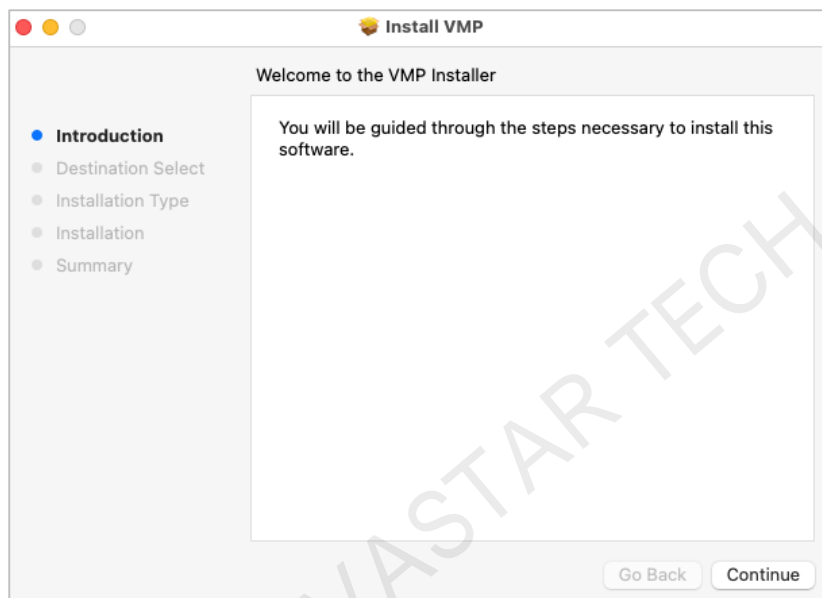 Install VMP
Welcome to the VMP Installer
Introduction
Destination Select
Installation Type
Installation
Summary
You will be guided through the steps necessary to install this
software.
VASTAR TECH
Go Back
Continue